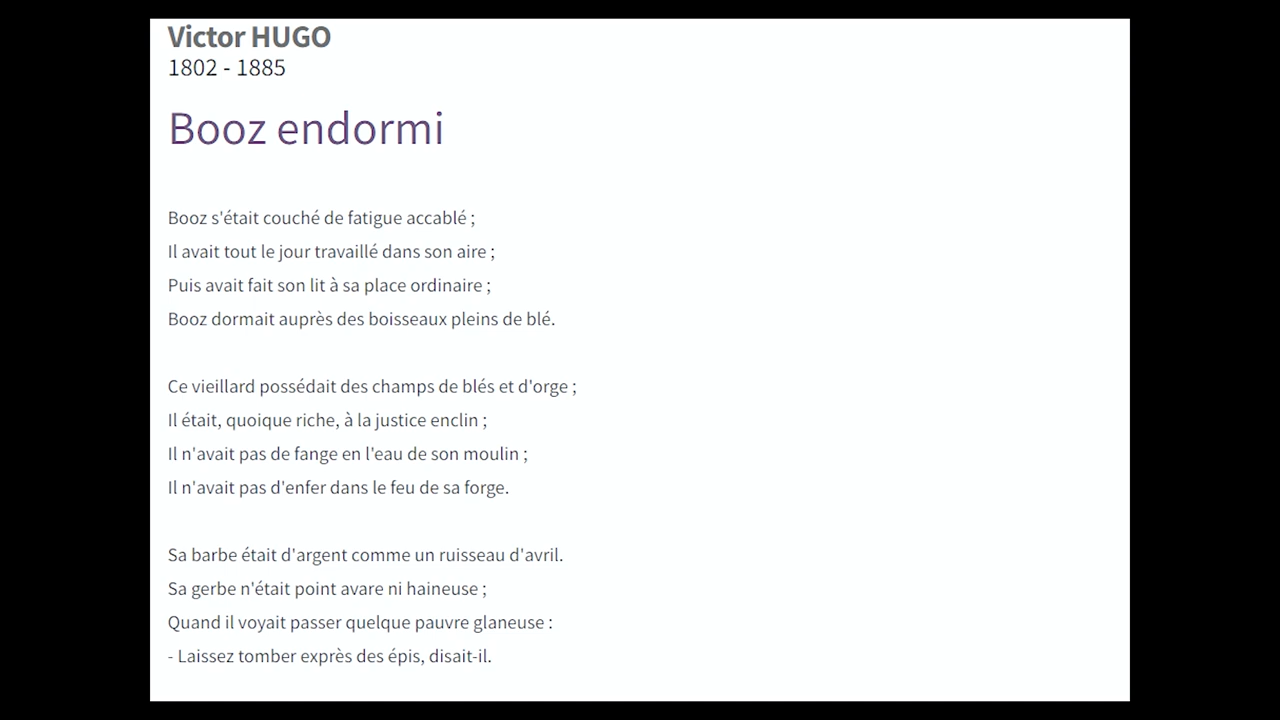 Victor HUGO
1802 - 1885
Booz endormi
Booz s'était couché de fatigue accablé ;
Il avait tout le jour travaillé dans son aire ;
Puis avait fait son lit à sa place ordinaire ;
Booz dormait auprès des boisseaux pleins de blé.
Ce vieillard possédait des champs de blés et d'orge ;
Il était, quoique riche, à la justice enclin ;
Il n'avait pas de fange en l'eau de son moulin ;
Il n'avait pas d'enfer dans le feu de sa forge.
Sa barbe était d'argent comme un ruisseau d'avril.
Sa gerbe n'était point avare ni haineuse ;
Quand il voyait passer quelque pauvre glaneuse :
- Laissez tomber exprès des épis, disait-il.